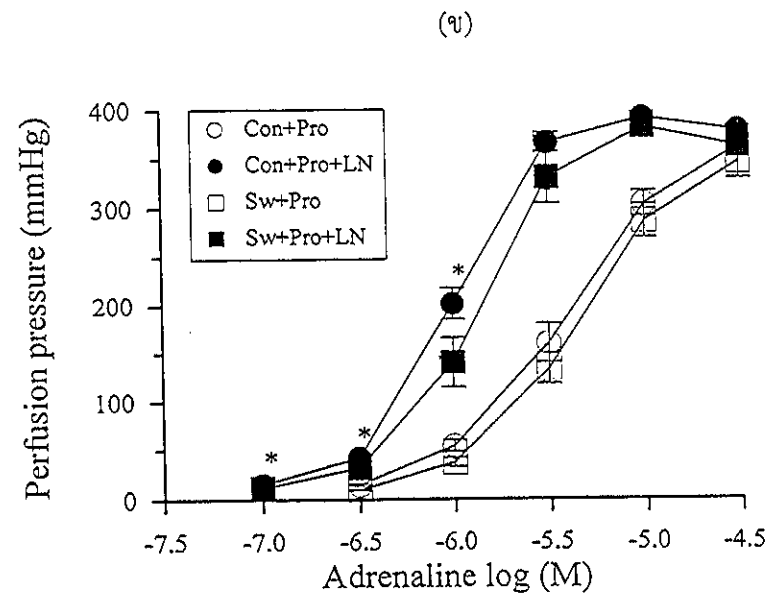 (ข)
Perfusion pressure (mmHg)
400
300
200
100
0
Con+Pro
Con+Pro+LN
Sw+Pro
Sw+Pro+LN
*
*
*
-7.5 -7.0 -6.5 -6.0 -5.5 -5.0 -4.5
Adrenaline log (M)